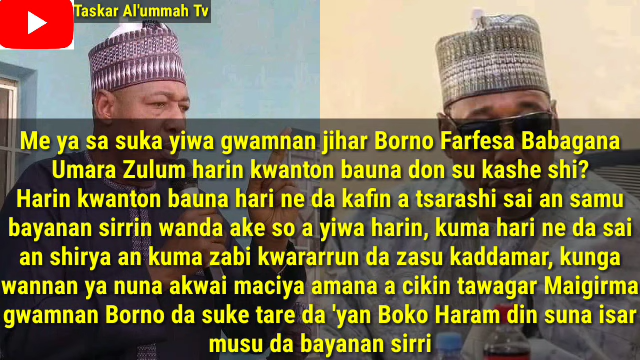 Taskar Al'ummah Tv
Me ya sa suka yiwa gwamnan jihar Borno Farfesa Babagana
Umara Zulum harin kwanton bauna don su kashe shi?
Harin kwanton bauna hari ne da kafin a tsarashi sai an samu
bayanan sirrin wanda ake so a yiwa harin, kuma hari ne da sai
an shirya an kuma zabi kwararrun da zasu kaddamar, kunga
wannan ya nuna akwai maciya amana a cikin tawagar Maigirma
gwamnan Borno da suke tare da 'yan Boko Haram din suna isar
musu da bayanan sirri